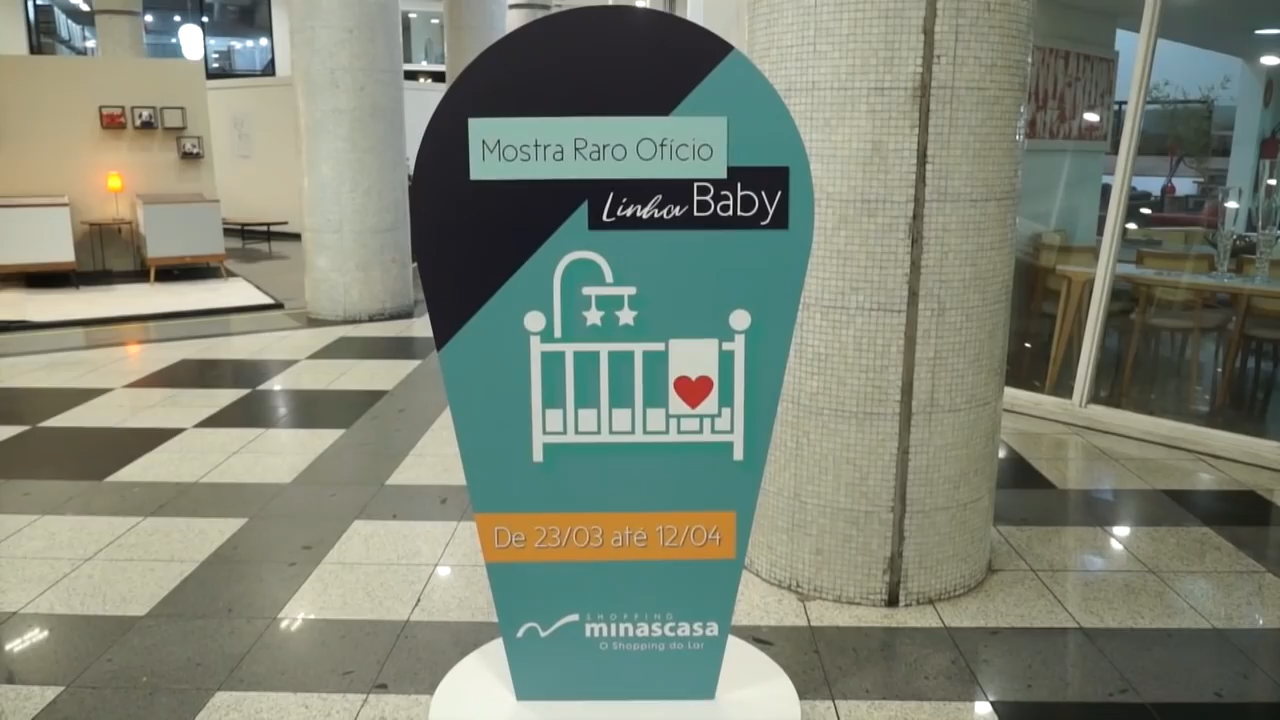 Mostra Raro Ofício
Linha Baby
De 23/03 até 12/04
SHOPPING
minascasa
O Shopping do Lar